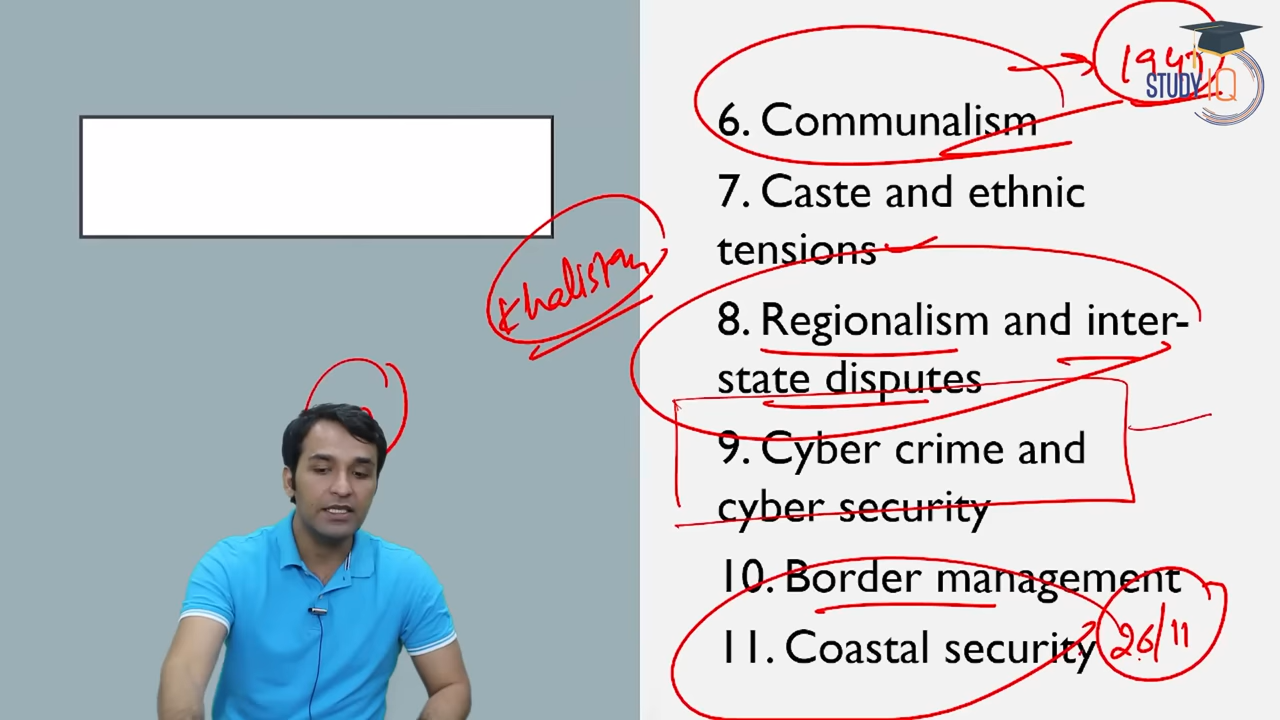 1947
STUDY IQ
6. Communalism
7. Caste and ethnic
tensions
Khalistan
8. Regionalism and inter-
state disputes
9. Cyber crime and
cyber security
10. Border management
11. Coastal security
26/11